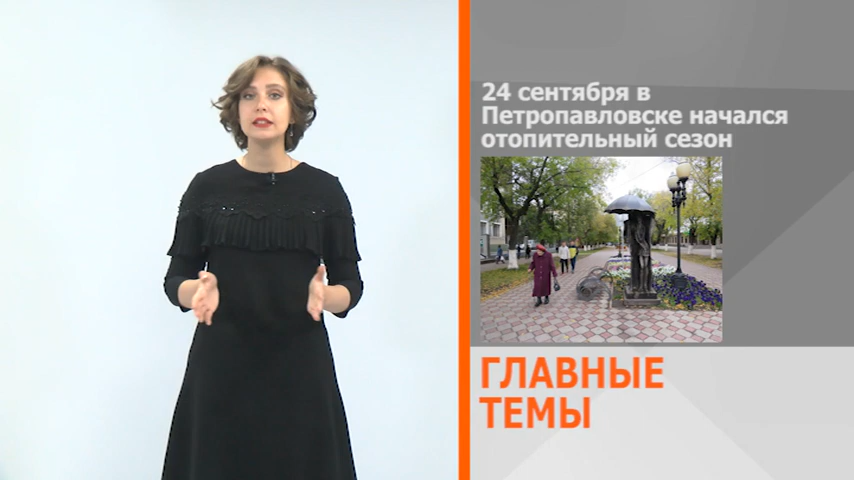 24 сентября в
Петропавловске начался
отопительный сезон
ГЛАВНЫЕ
ТЕМЫ